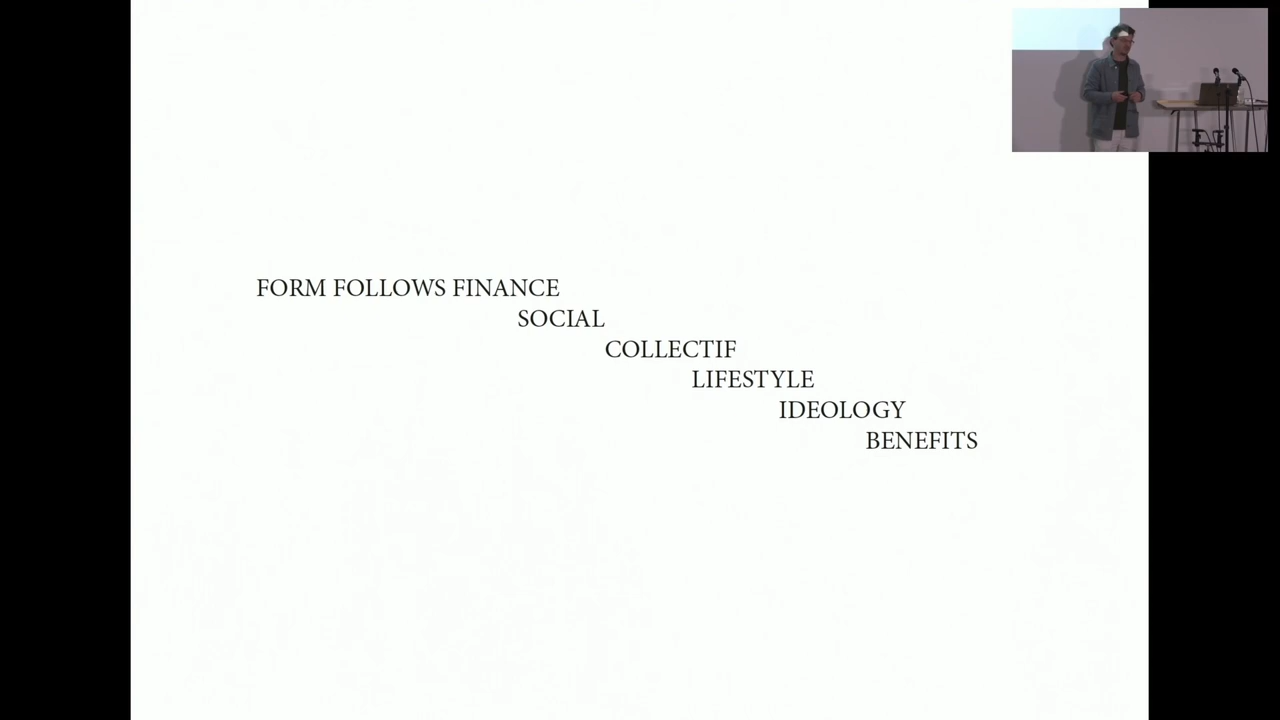 FORM FOLLOWS FINANCE
SOCIAL
COLLECTIF
LIFESTYLE
IDEOLOGY
BENEFITS